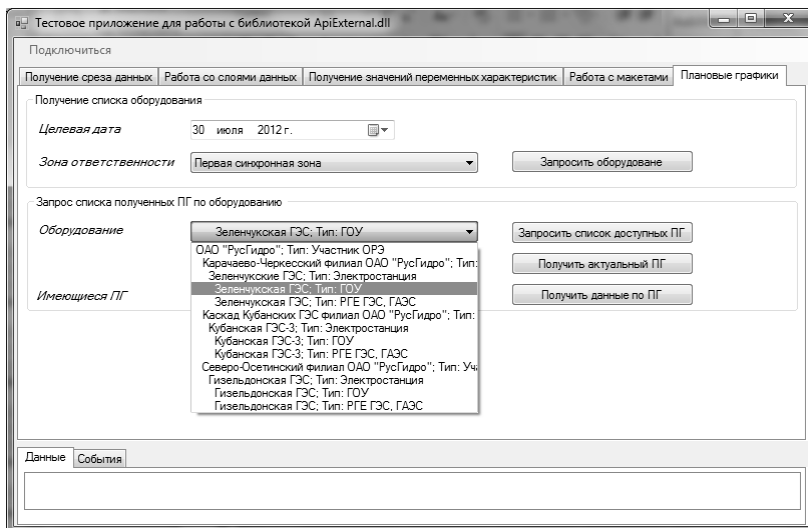 Тестовое приложение для работы с библиотекой ApiExternal.dll
Подключиться
Получение среза данных Работа со слоями данных Получение значений переменных характеристик Работа с макетами Плановые графики
Получение списка оборудования
Целевая дата 30 июля 2012 г.
Зона ответственности Первая синхронная зона Запросить оборудоване
Запрос списка полученных ПГ по оборудованию
Оборудование Зеленчукская ГЭС; Тип: ГОУ Запросить список доступных ПГ
ОАО "РусГидро"; Тип: Участник ОРЭ
Карачаево-Черкесский филиал ОАО "РусГидро"; Тип:
Получить актуальный ПГ
Зеленчукские ГЭС; Тип: Электростанция
Зеленчукская ГЭС; Тип: ГОУ
Имеющиеся ПГ Получить данные по ПГ
Зеленчукская ГЭС; Тип: РГЕ ГЭС, ГАЭС
Каскад Кубанских ГЭС филиал ОАО "РусГидро"; Тип:
Кубанская ГЭС-3; Тип: Электростанция
Кубанская ГЭС-3; Тип: ГОУ
Кубанская ГЭС-3; Тип: РГЕ ГЭС, ГАЭС
Северо-Осетинский филиал ОАО "РусГидро"; Тип: Уча
Гизельдонская ГЭС; Тип: Электростанция
Гизельдонская ГЭС; Тип: ГОУ
Гизельдонская ГЭС; Тип: РГЕ ГЭС, ГАЭС
Данные События